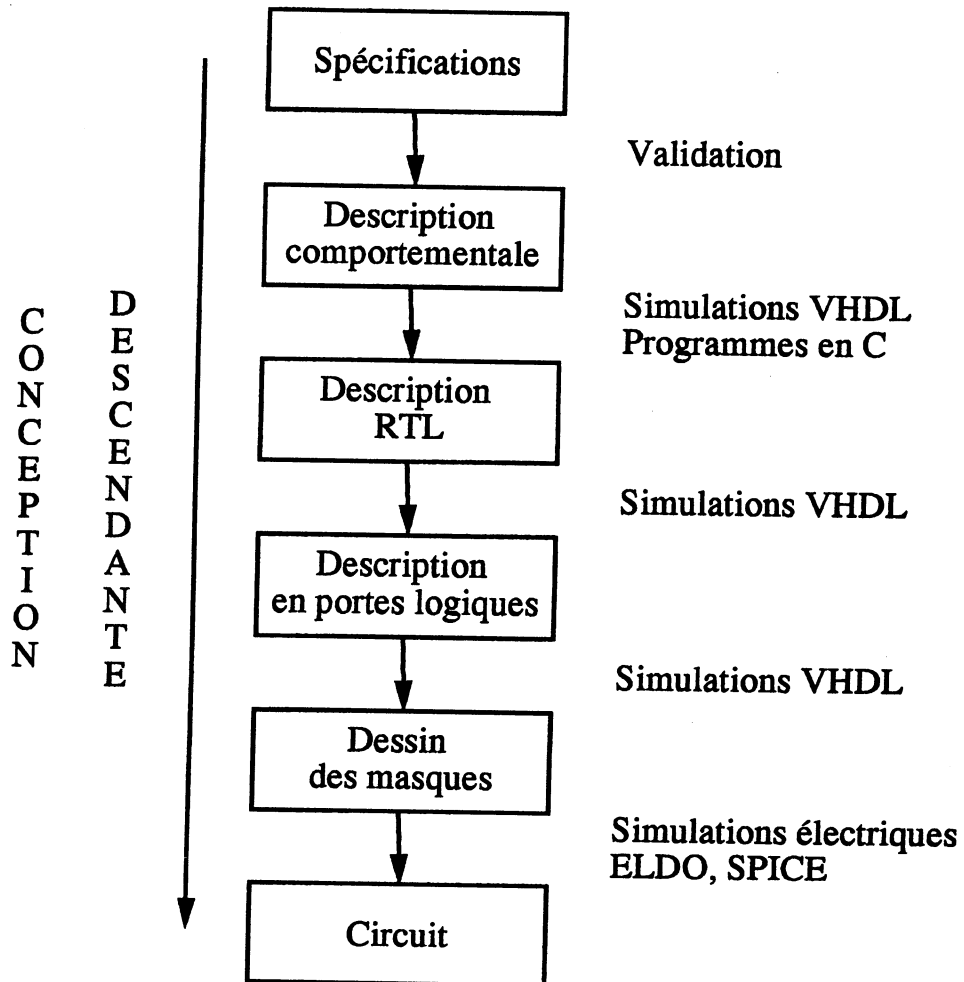 Spécifications
Validation
Description
comportementale
Simulations VHDL
Programmes en C
Description
RTL
Simulations VHDL
Description
en portes logiques
Simulations VHDL
Dessin
des masques
Simulations électriques
ELDO, SPICE
Circuit
CONCEPTION
DESCENDANTE